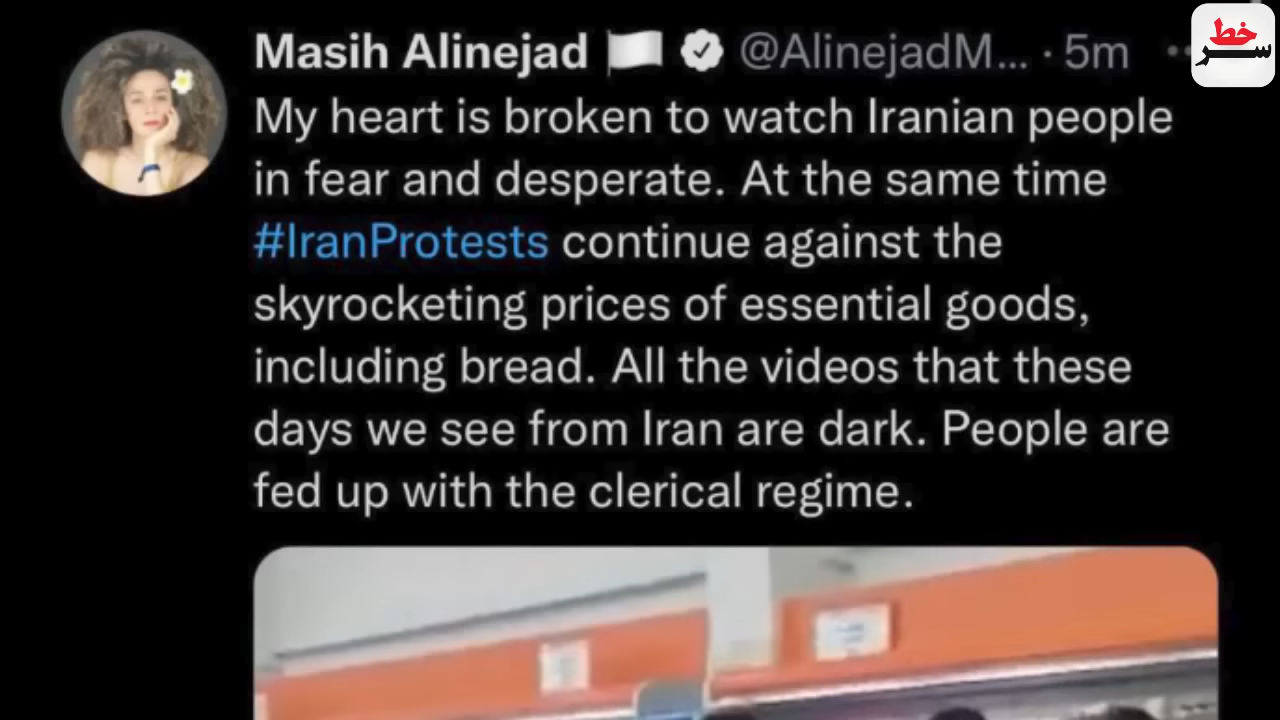 Masih Alinejad @AlinejadM... · 5m
خط
سر
My heart is broken to watch Iranian people
in fear and desperate. At the same time
#IranProtests continue against the
skyrocketing prices of essential goods,
including bread. All the videos that these
days we see from Iran are dark. People are
fed up with the clerical regime.